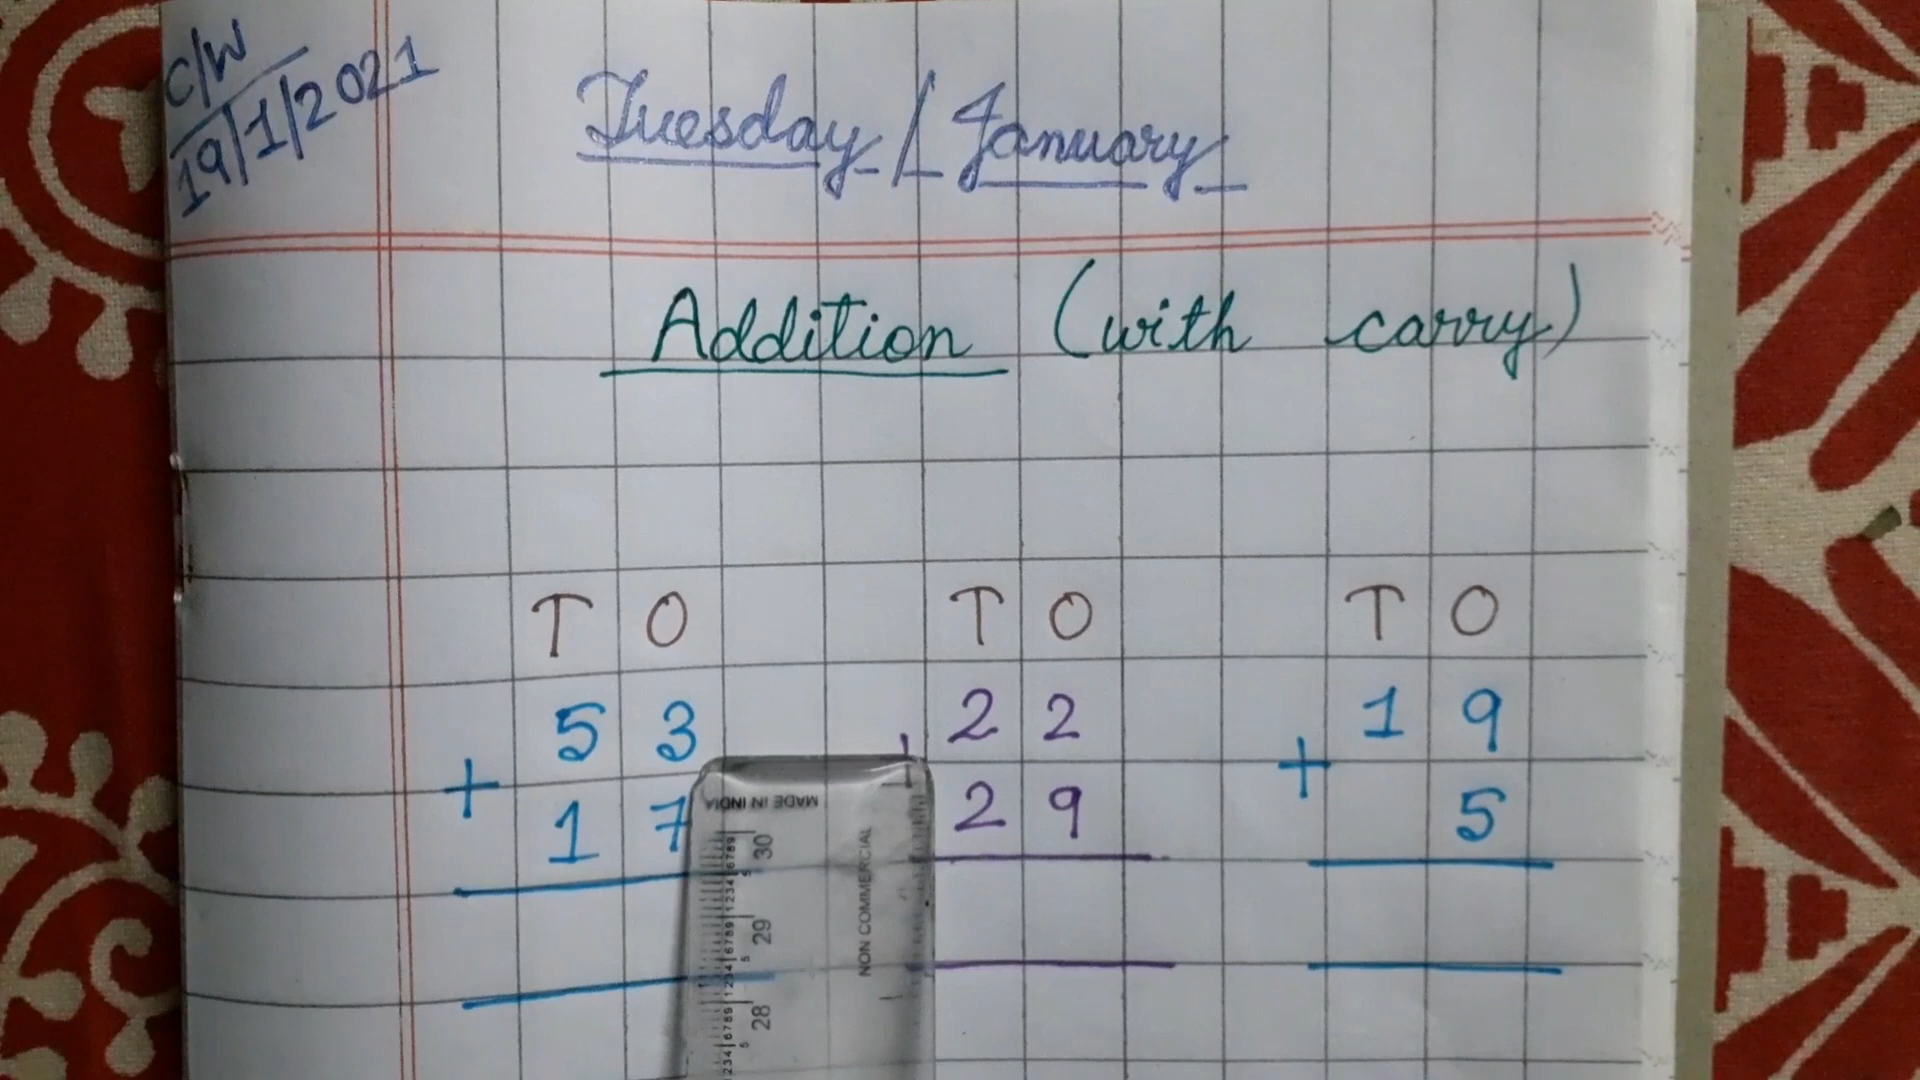 C/W
19/1/2021
Tuesday / January
Addition (with carry)
T O T O T O
5 3 2 2 1 9
+ + +
1 7 2 9 5
MADE IN INDIA
NON COMMERCIAL
30
29
28